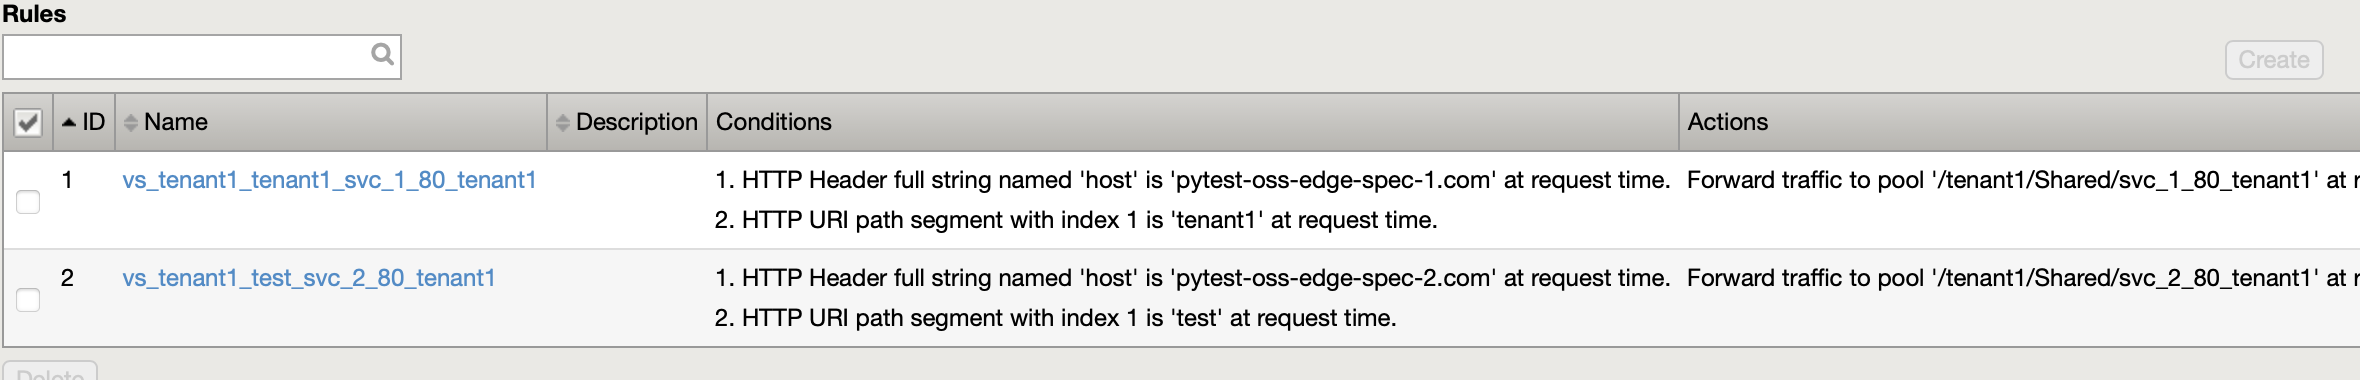 Rules
Create
ID Name Description Conditions Actions
1 vs_tenant1_tenant1_svc_1_80_tenant1 1. HTTP Header full string named 'host' is 'pytest-oss-edge-spec-1.com' at request time. Forward traffic to pool '/tenant1/Shared/svc_1_80_tenant1' at
2. HTTP URI path segment with index 1 is 'tenant1' at request time.
2 vs_tenant1_test_svc_2_80_tenant1 1. HTTP Header full string named 'host' is 'pytest-oss-edge-spec-2.com' at request time. Forward traffic to pool '/tenant1/Shared/svc_2_80_tenant1' at
2. HTTP URI path segment with index 1 is 'test' at request time.
Delete